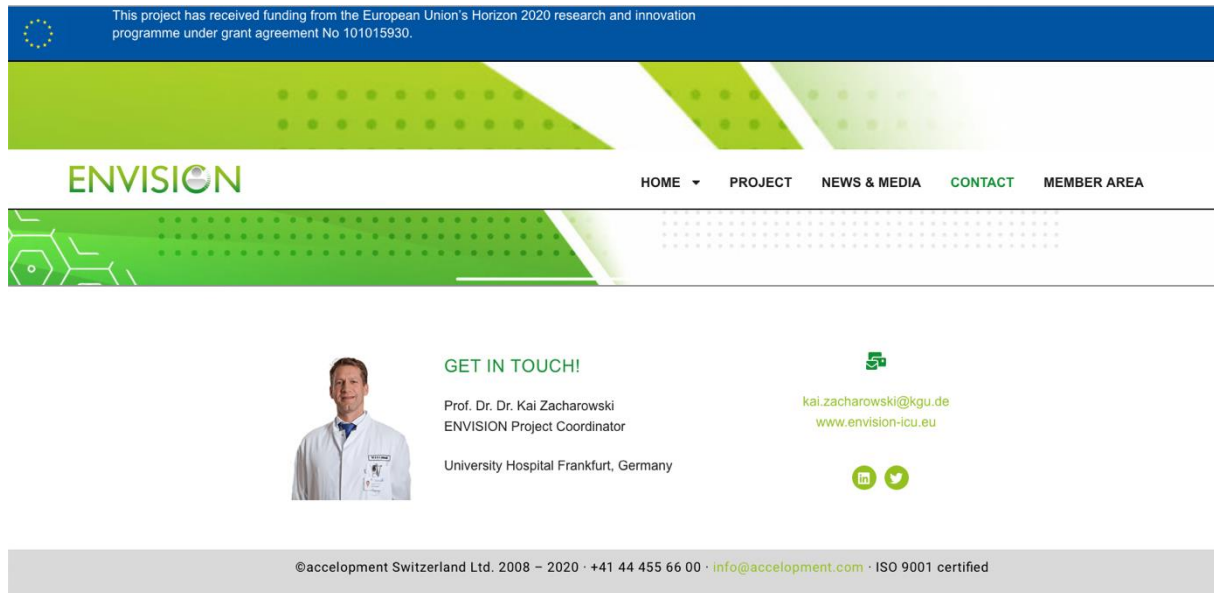 This project has received funding from the European Union’s Horizon 2020 research and innovation
programme under grant agreement No 101015930.
ENVISION
HOME PROJECT NEWS & MEDIA CONTACT MEMBER AREA
GET IN TOUCH!
Prof. Dr. Dr. Kai Zacharowski
ENVISION Project Coordinator
University Hospital Frankfurt, Germany
kai.zacharowski@kgu.de
www.envision-icu.eu
©accelopment Switzerland Ltd. 2008 – 2020 · +41 44 455 66 00 · info@accelopment.com · ISO 9001 certified